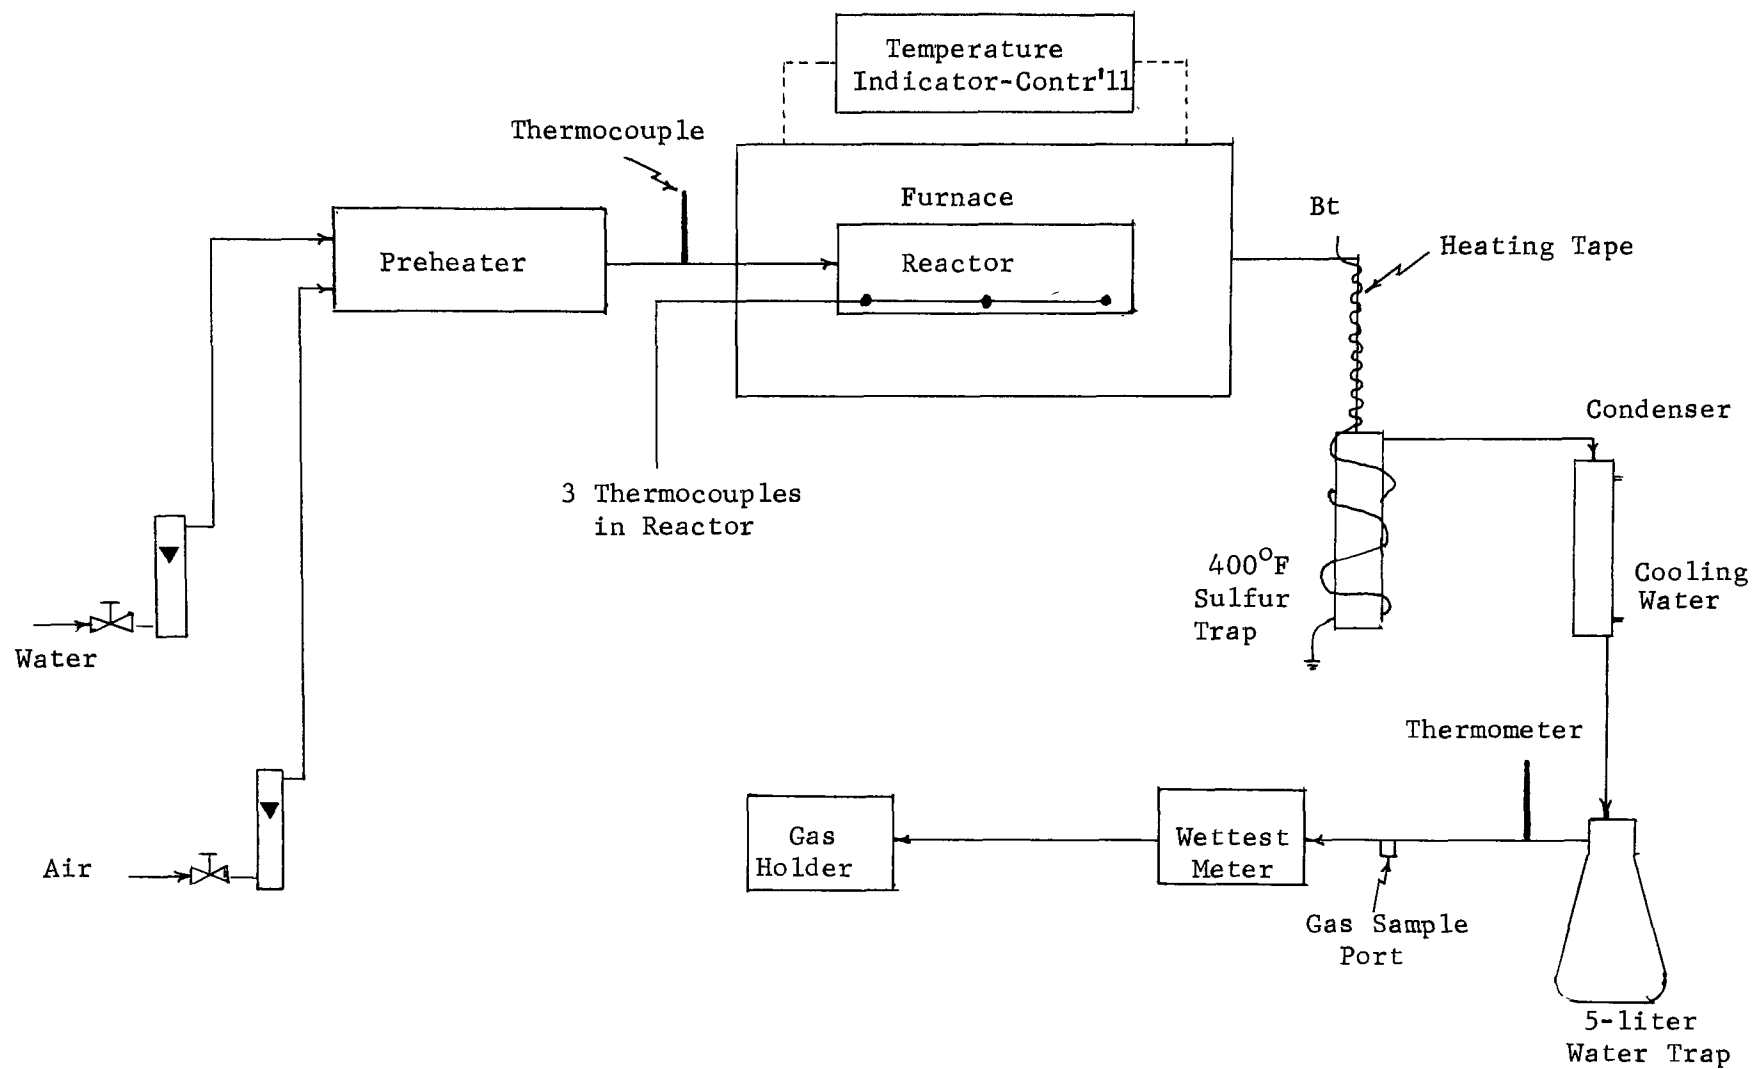 Temperature
Indicator-Contr'll
Thermocouple
Furnace
Bt
Preheater
Reactor
Heating Tape
Condenser
3 Thermocouples
in Reactor
400°F
Sulfur
Trap
Cooling
Water
Water
Thermometer
Air
Gas
Holder
Wettest
Meter
Gas Sample
Port
5-liter
Water Trap